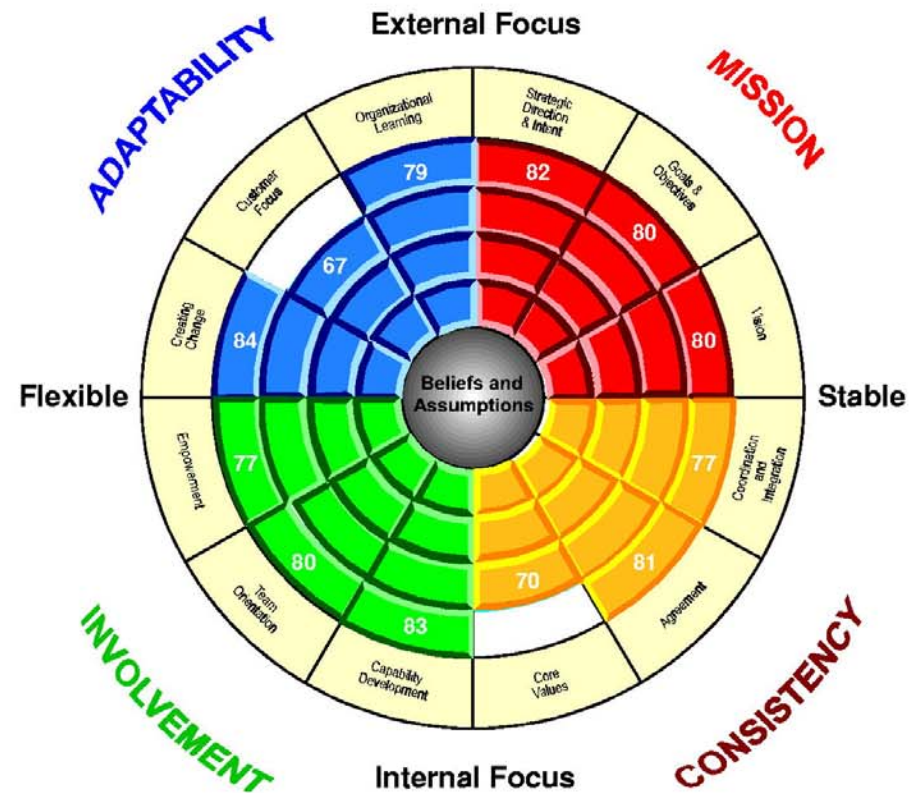 External Focus
ADAPTABILITY
MISSION
Organizational
Learning
Strategic
Direction
& Intent
Customer
Focus
Goals &
Objectives
79
82
67
80
Creating
Change
84
80
Vision
Flexible
Beliefs and
Assumptions
Stable
Empowerment
77
77
Coordination
and
Integration
Team
Orientation
80
83
70
81
Agreement
Capability
Development
Core
Values
INVOLVEMENT
CONSISTENCY
Internal Focus